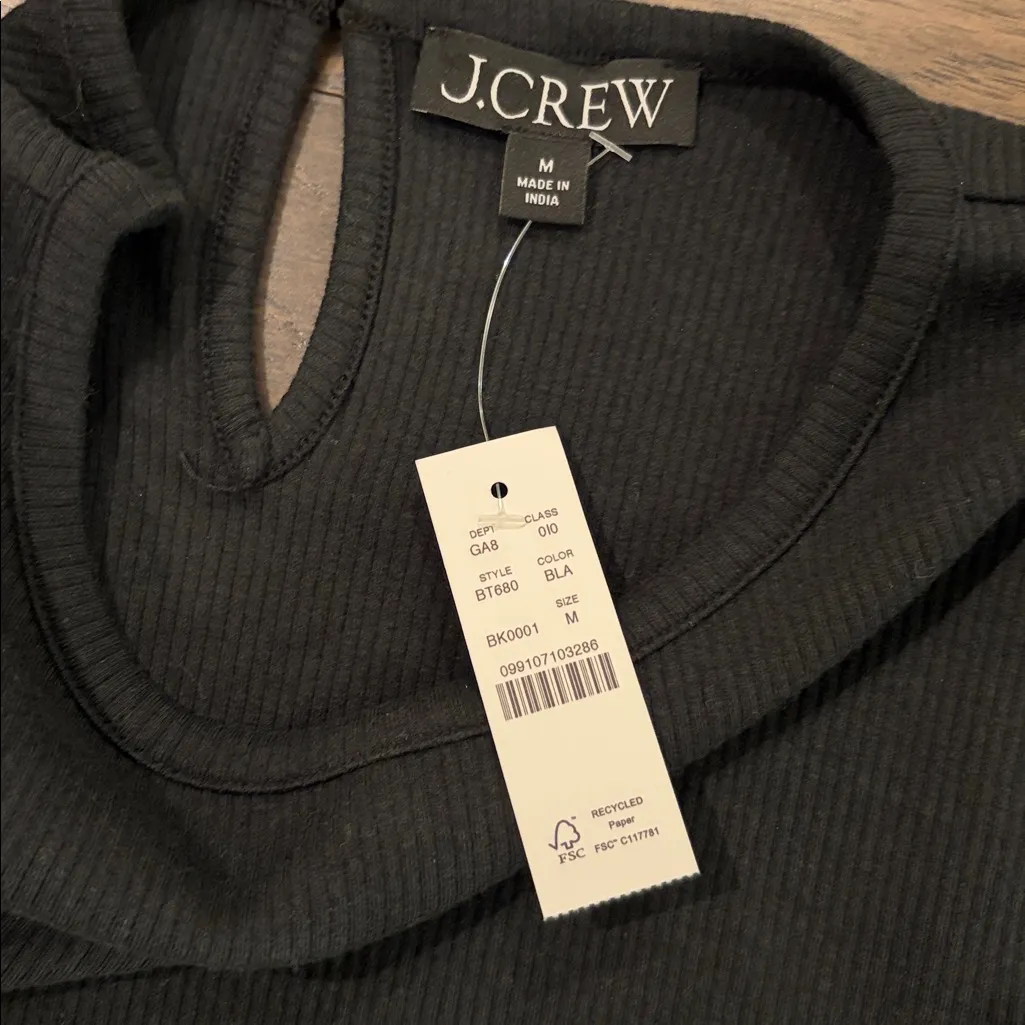 J.CREW
M
MADE IN
INDIA
DEPT CLASS
GA8 0I0
STYLE COLOR
BT680 BLA
SIZE
BK0001 M
099107103286
RECYCLED
Paper
FSC™ C117781
FSC